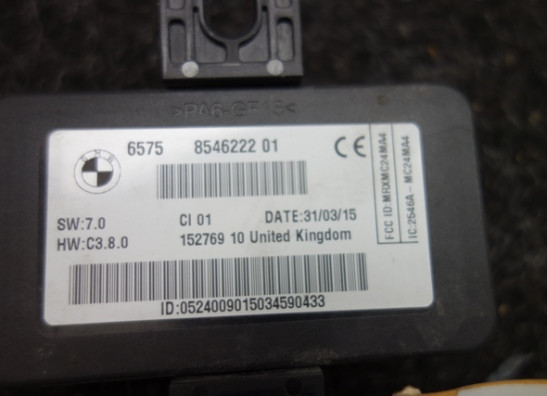 >PA6-GF15<
BMW
6575 8546222 01
SW:7.0 CI 01 DATE:31/03/15
HW:C3.8.0 152769 10 United Kingdom
ID:0524009015034590433
FCC ID:MRXMC24MA4
IC:2546A - MC24MA4